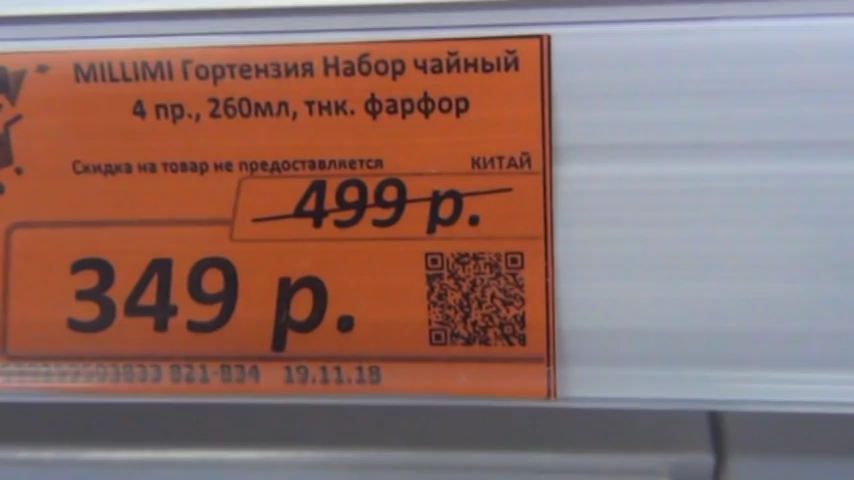 MILLIMI Гортензия Набор чайный
4 пр., 260мл, тнк. фарфор
Скидка на товар не предоставляется КИТАЙ
499 р.
349 р.
821-834 19.11.18